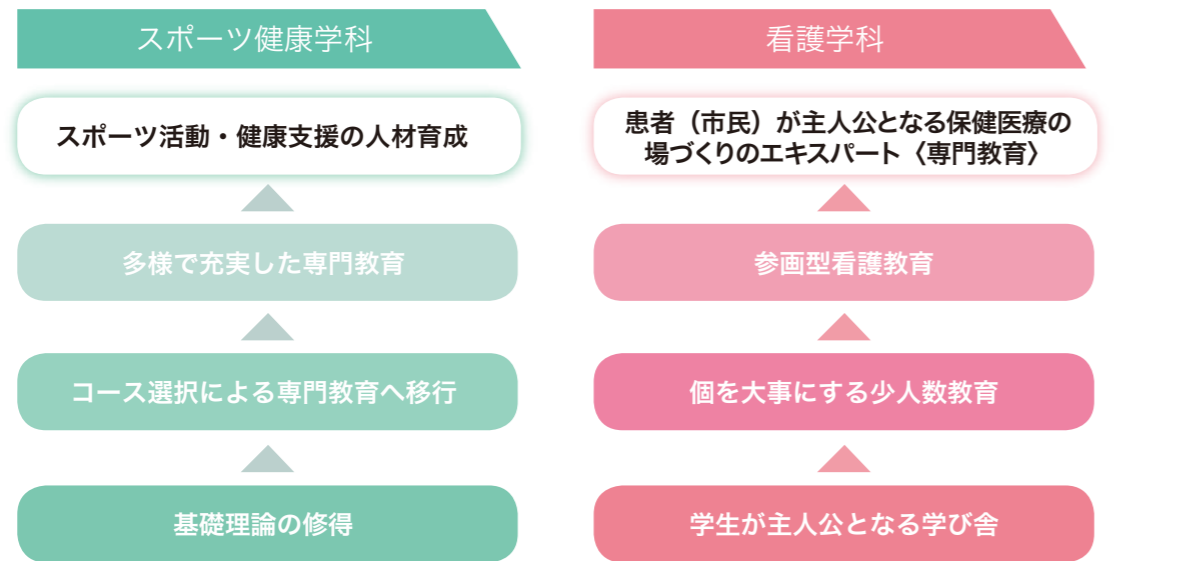 スポーツ健康学科
スポーツ活動・健康支援の人材育成
多様で充実した専門教育
コース選択による専門教育へ移行
基礎理論の修得
看護学科
患者（市民）が主人公となる保健医療の
場づくりのエキスパート〈専門教育〉
参画型看護教育
個を大事にする少人数教育
学生が主人公となる学び舎